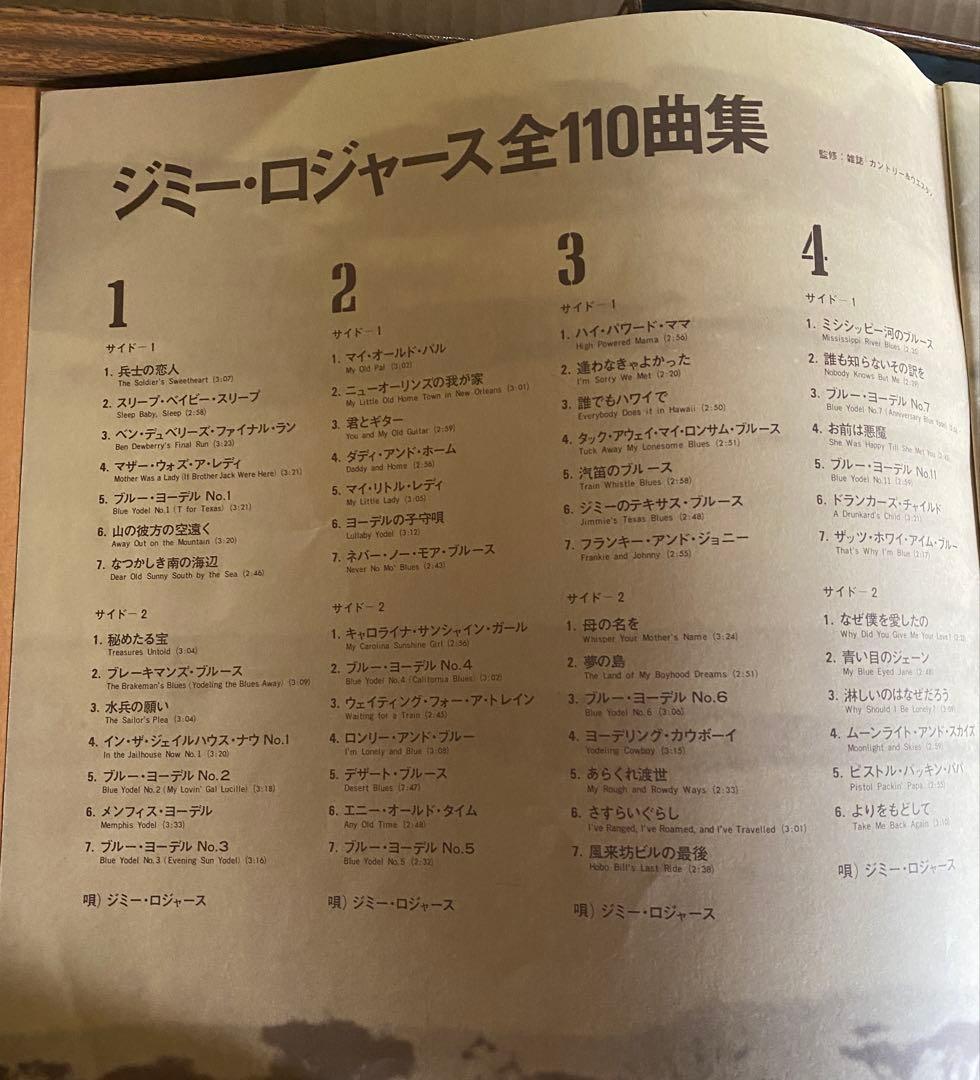 ジミー・ロジャース全110曲集
監修：雑誌 カントリー&ウエスタン
1
サイド－1
1. 兵士の恋人
The Soldier's Sweetheart (3:07)
2. スリープ・ベイビー・スリープ
Sleep Baby, Sleep (2:58)
3. ベン・デュベリーズ・ファイナル・ラン
Ben Dewberry's Final Run (3:23)
4. マザー・ウォズ・ア・レディ
Mother Was a Lady (If Brother Jack Were Here) (3:21)
5. ブルー・ヨーデル No.1
Blue Yodel No.1 (T for Texas) (3:21)
6. 山の彼方の空遠く
Away Out on the Mountain (3:20)
7. なつかしき南の海辺
Dear Old Sunny South by the Sea (2:46)
サイド－2
1. 秘めたる宝
Treasures Untold (3:04)
2. ブレーキマンズ・ブルース
The Brakeman's Blues (Yodeling the Blues Away) (3:09)
3. 水兵の願い
The Sailor's Plea (3:04)
4. イン・ザ・ジェイルハウス・ナウ No.1
In the Jailhouse Now No.1 (3:20)
5. ブルー・ヨーデル No.2
Blue Yodel No.2 (My Lovin' Gal Lucille) (3:18)
6. メンフィス・ヨーデル
Memphis Yodel (3:33)
7. ブルー・ヨーデル No.3
Blue Yodel No.3 (Evening Sun Yodel) (3:16)
唄) ジミー・ロジャース
2
サイド－1
1. マイ・オールド・パル
My Old Pal (3:02)
2. ニューオーリンズの我が家
My Little Old Home Town in New Orleans (3:01)
3. 君とギター
You and My Old Guitar (2:59)
4. ダディ・アンド・ホーム
Daddy and Home (2:56)
5. マイ・リトル・レディ
My Little Lady (3:05)
6. ヨーデルの子守唄
Lullaby Yodel (3:12)
7. ネバー・ノー・モア・ブルース
Never No Mo' Blues (2:43)
サイド－2
1. キャロライナ・サンシャイン・ガール
My Carolina Sunshine Girl (2:56)
2. ブルー・ヨーデル No.4
Blue Yodel No.4 (California Blues) (3:02)
3. ウェイティング・フォー・ア・トレイン
Waiting for a Train (2:45)
4. ロンリー・アンド・ブルー
I'm Lonely and Blue (3:08)
5. デザート・ブルース
Desert Blues (2:47)
6. エニー・オールド・タイム
Any Old Time (2:48)
7. ブルー・ヨーデル No.5
Blue Yodel No.5 (2:32)
唄) ジミー・ロジャース
3
サイド－1
1. ハイ・パワード・ママ
High Powered Mama (2:56)
2. 逢わなきゃよかった
I'm Sorry We Met (2:20)
3. 誰でもハワイで
Everybody Does it in Hawaii (2:50)
4. タック・アウェイ・マイ・ロンサム・ブルース
Tuck Away My Lonesome Blues (2:51)
5. 汽笛のブルース
Train Whistle Blues (2:58)
6. ジミーのテキサス・ブルース
Jimmie's Texas Blues (2:48)
7. フランキー・アンド・ジョニー
Frankie and Johnny (2:55)
サイド－2
1. 母の名を
Whisper Your Mother's Name (3:24)
2. 夢の島
The Land of My Boyhood Dreams (2:51)
3. ブルー・ヨーデル No.6
Blue Yodel No.6 (3:06)
4. ヨーデリング・カウボーイ
Yodeling Cowboy (3:15)
5. あらくれ渡世
My Rough and Rowdy Ways (2:33)
6. さすらいぐらし
I've Ranged, I've Roamed, and I've Travelled (3:01)
7. 風来坊ビルの最後
Hobo Bill's Last Ride (2:38)
唄) ジミー・ロジャース
4
サイド－1
1. ミシシッピー河のブルース
Mississippi River Blues
2. 誰も知らないその訳を
Nobody Knows But Me
3. ブルー・ヨーデル No.7
Blue Yodel No.7 (Anniversary Blue Yodel)
4. お前は悪魔
She Was Happy Till She Met You
5. ブルー・ヨーデル No.11
Blue Yodel No.11 (2:59)
6. ドランカーズ・チャイルド
A Drunkard's Child (3:21)
7. ザッツ・ホワイ・アイム・ブルー
That's Why I'm Blue (2:17)
サイド－2
1. なぜ僕を愛したの
Why Did You Give Me Your Love?
2. 青い目のジェーン
My Blue Eyed Jane (2:48)
3. 淋しいのはなぜだろう
Why Should I Be Lonely?
4. ムーンライト・アンド・スカイズ
Moonlight and Skies (2:59)
5. ピストル・パッキン・パパ
Pistol Packin' Papa (2:55)
6. よりをもどして
Take Me Back Again (3:10)
唄) ジミー・ロジャース